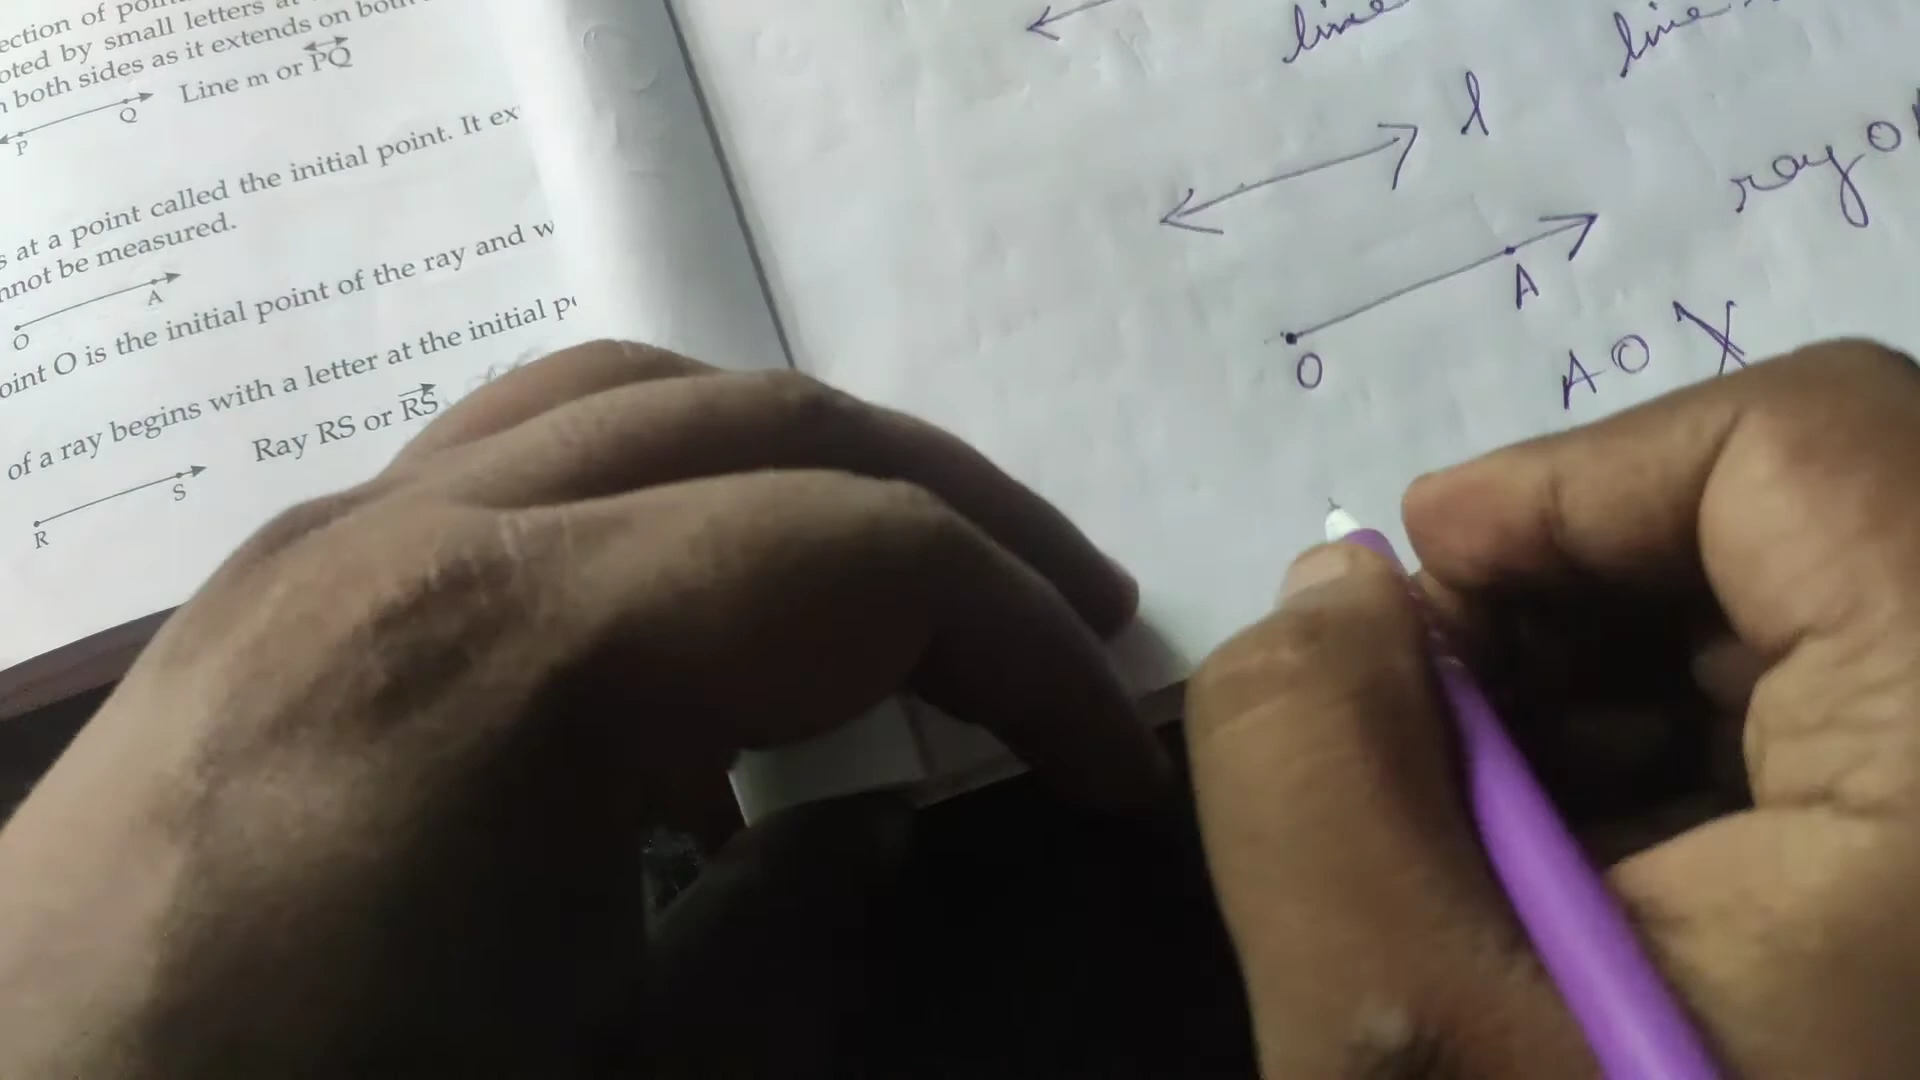 ection of
oted by small letters
both sides as it extends on both
P Q Line m or PQ
at a point called the initial point. It ex
nnot be measured.
O A
oint O is the initial point of the ray and w
of a ray begins with a letter at the initial
R S Ray RS or RS
line line
l
ray O
O A
A O X